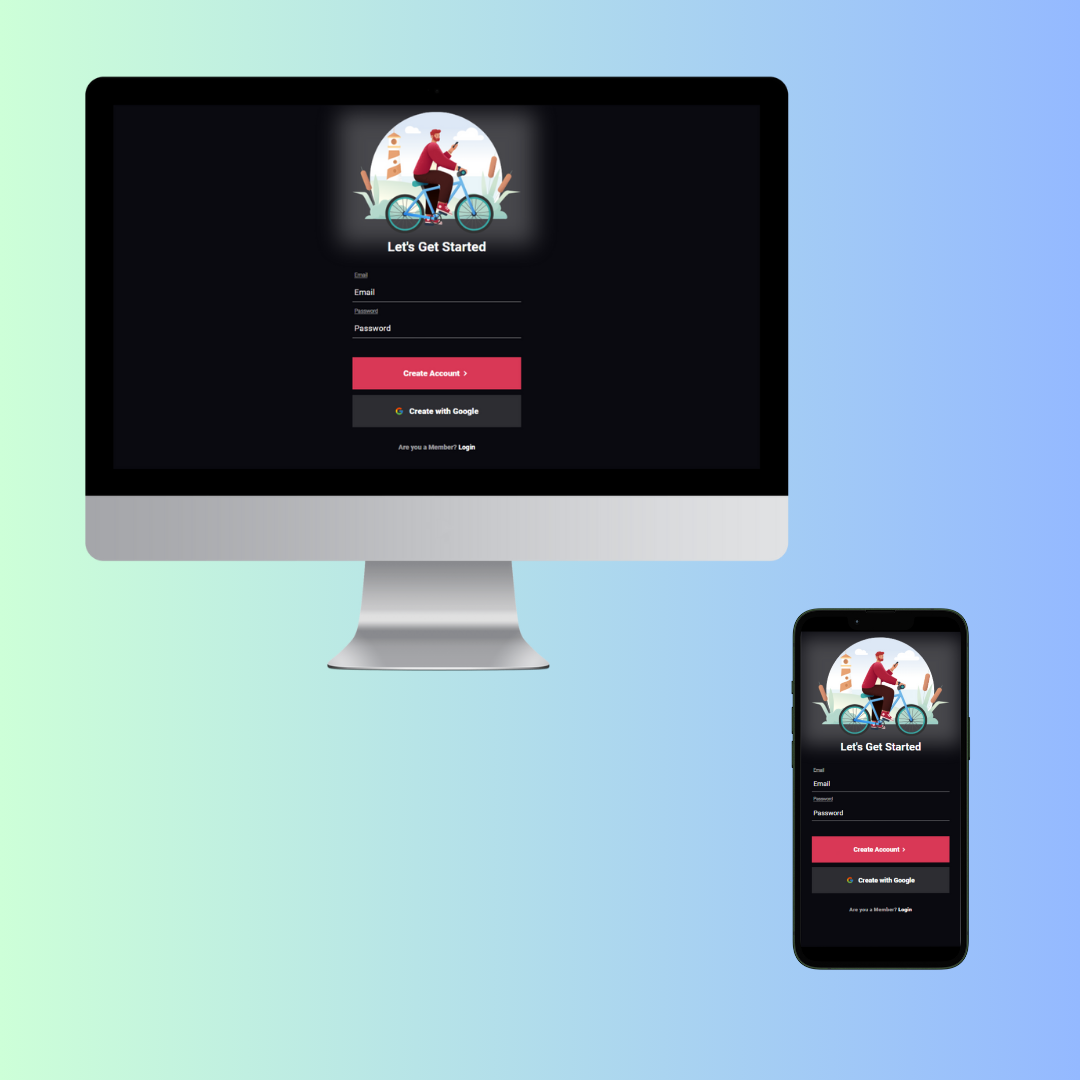 Let's Get Started
Email
Email
Password
Password
Create Account >
Create with Google
Are you a Member? Login
Let's Get Started
Email
Email
Password
Password
Create Account >
Create with Google
Are you a Member? Login